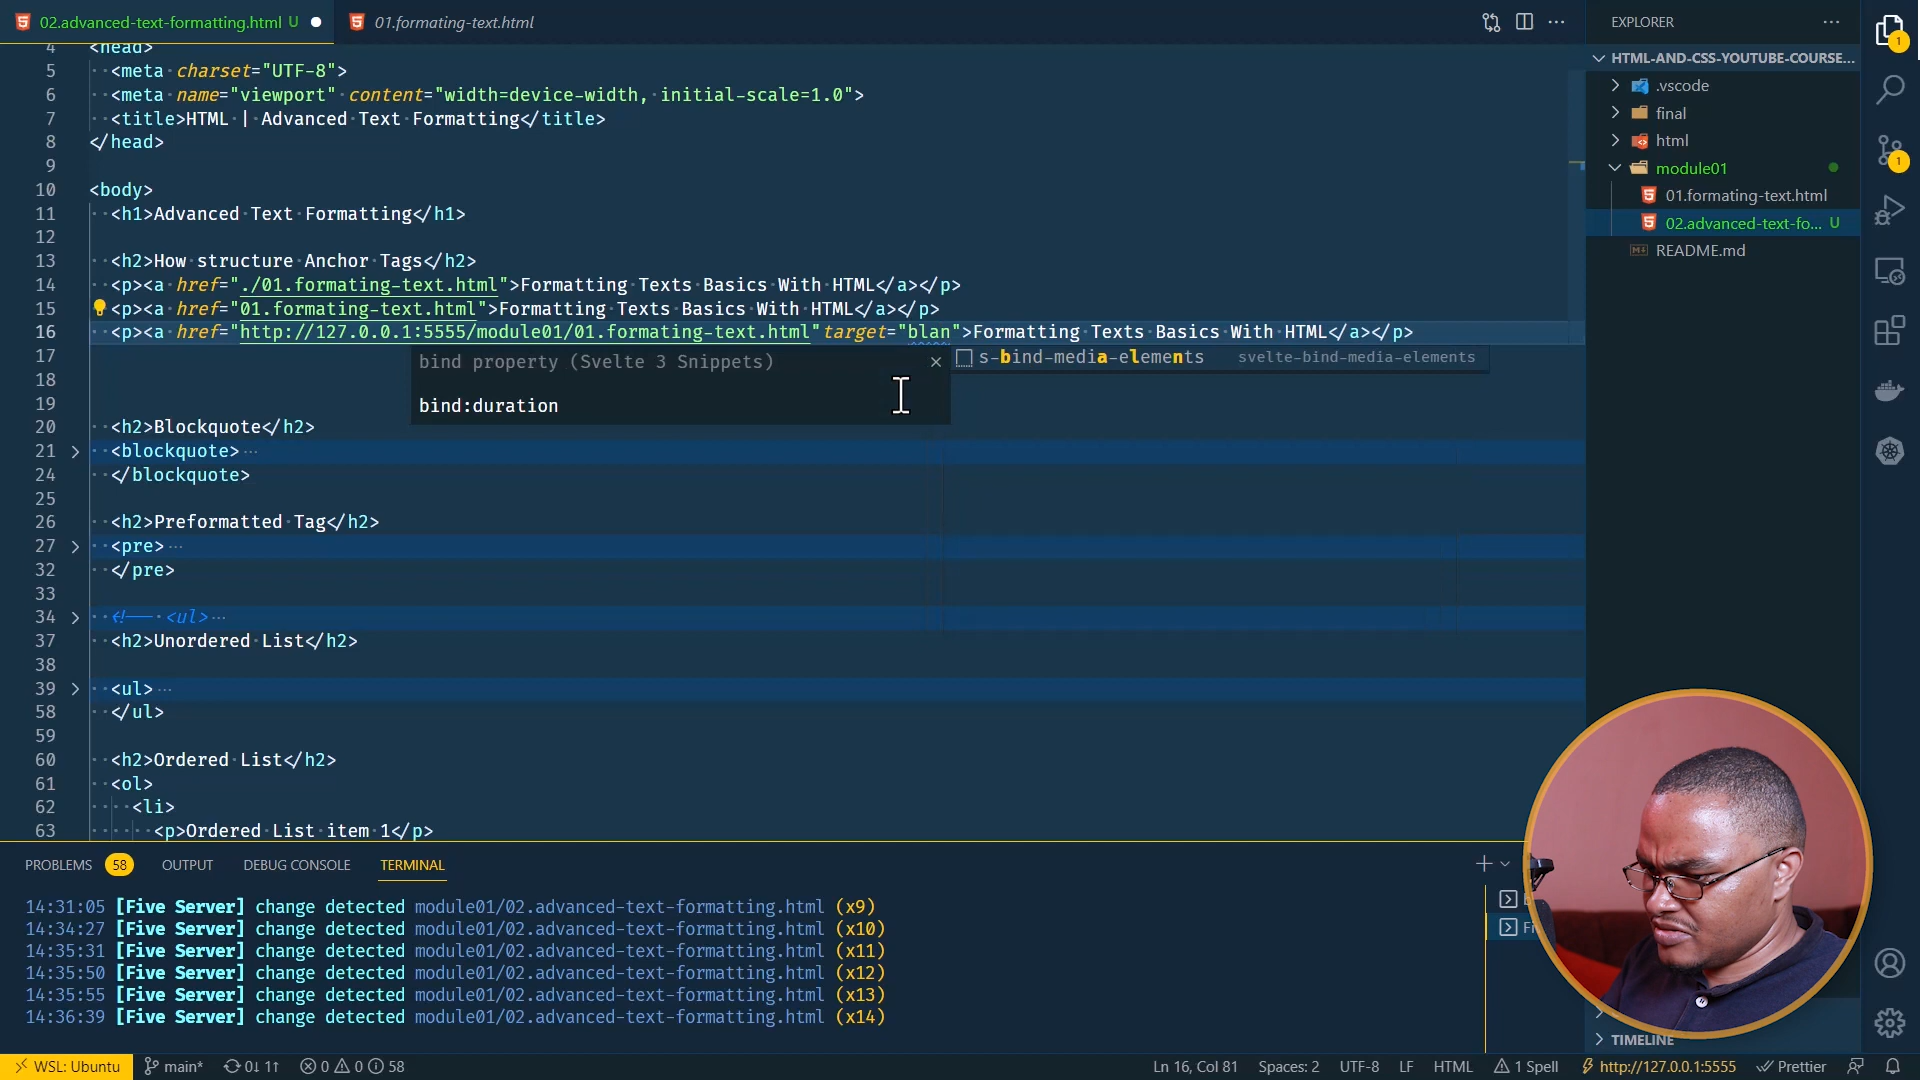 02.advanced-text-formatting.html U
01.formating-text.html
EXPLORER
4 <head>
5 <meta charset="UTF-8">
6 <meta name="viewport" content="width=device-width, initial-scale=1.0">
7 <title>HTML | Advanced Text Formatting</title>
8 </head>
9
10 <body>
11 <h1>Advanced Text Formatting</h1>
12
13 <h2>How structure Anchor Tags</h2>
14 <p><a href="./01.formating-text.html">Formatting Texts Basics With HTML</a></p>
15 <p><a href="01.formating-text.html">Formatting Texts Basics With HTML</a></p>
16 <p><a href="http://127.0.0.1:5555/module01/01.formating-text.html"target="blan">Formatting Texts Basics With HTML</a></p>
17
bind property (Svelte 3 Snippets)
bind:duration
s-bind-media-elements svelte-bind-media-elements
18
19
20 <h2>Blockquote</h2>
21 <blockquote>…
24 </blockquote>
25
26 <h2>Preformatted Tag</h2>
27 <pre>…
32 </pre>
33
34 <!-- <ul>…
37 <h2>Unordered List</h2>
38
39 <ul>…
58 </ul>
59
60 <h2>Ordered List</h2>
61 <ol>
62 <li>
63 <p>Ordered List item 1</p>
HTML-AND-CSS-YOUTUBE-COURSE...
.vscode
final
html
module01
01.formating-text.html
02.advanced-text-fo... U
README.md
1
1
PROBLEMS 58 OUTPUT DEBUG CONSOLE TERMINAL
14:31:05 [Five Server] change detected module01/02.advanced-text-formatting.html (x9)
14:34:27 [Five Server] change detected module01/02.advanced-text-formatting.html (x10)
14:35:31 [Five Server] change detected module01/02.advanced-text-formatting.html (x11)
14:35:50 [Five Server] change detected module01/02.advanced-text-formatting.html (x12)
14:35:55 [Five Server] change detected module01/02.advanced-text-formatting.html (x13)
14:36:39 [Five Server] change detected module01/02.advanced-text-formatting.html (x14)
TIMELINE
WSL: Ubuntu main* 0↓ 1↑ 0 0 58 Ln 16, Col 81 Spaces: 2 UTF-8 LF HTML 1 Spell http://127.0.0.1:5555 Prettier